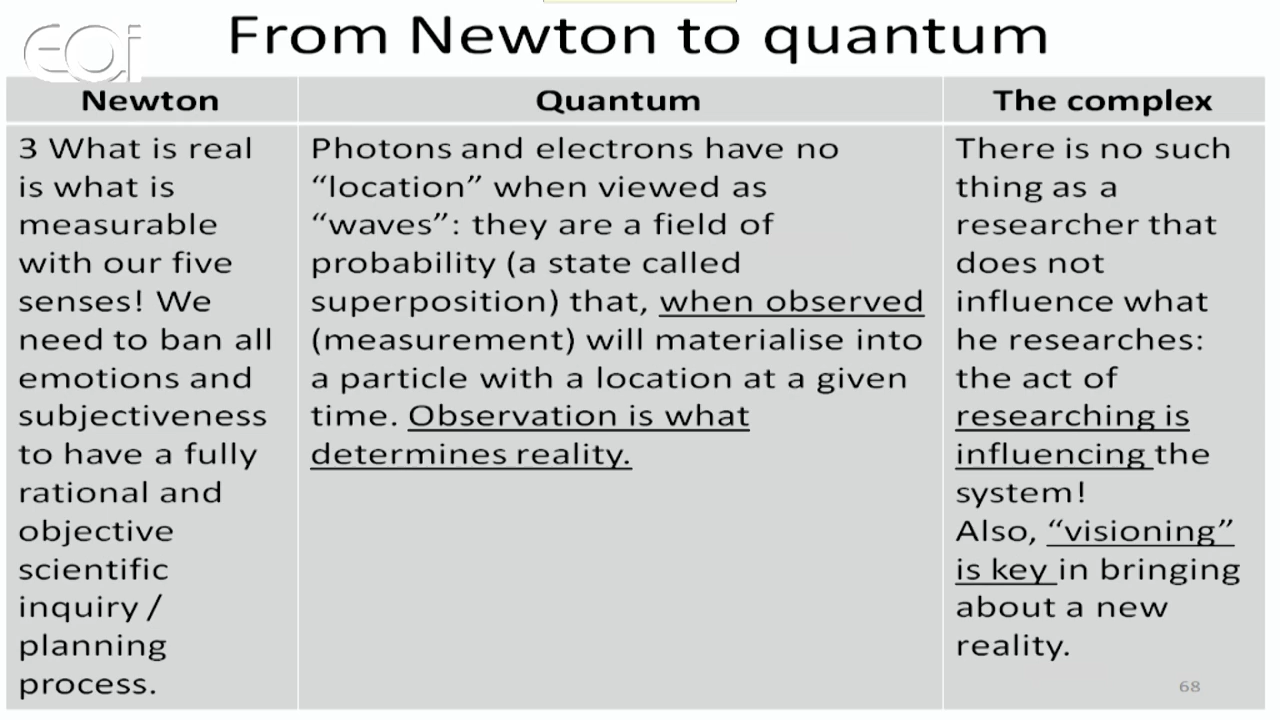 eoi
From Newton to quantum
Newton
Quantum
The complex
3 What is real
is what is
measurable
with our five
senses! We
need to ban all
emotions and
subjectiveness
to have a fully
rational and
objective
scientific
inquiry /
planning
process.
Photons and electrons have no
“location” when viewed as
“waves”: they are a field of
probability (a state called
superposition) that, when observed
(measurement) will materialise into
a particle with a location at a given
time. Observation is what
determines reality.
There is no such
thing as a
researcher that
does not
influence what
he researches:
the act of
researching is
influencing the
system!
Also, “visioning”
is key in bringing
about a new
reality.
68